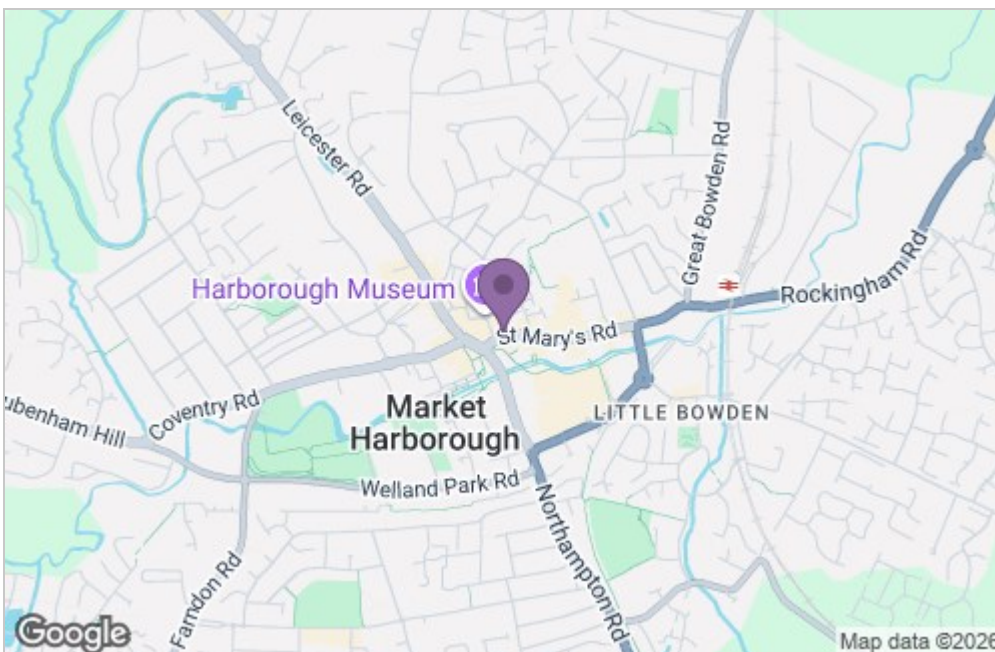 Leicester Rd
Great Bowden Rd
Rockingham Rd
Harborough Museum
St Mary's Rd
Coventry Rd
ubenham Hill
Market
Harborough
LITTLE BOWDEN
Welland Park Rd
Northampton Rd
Farndon Rd
Google
Map data ©2026